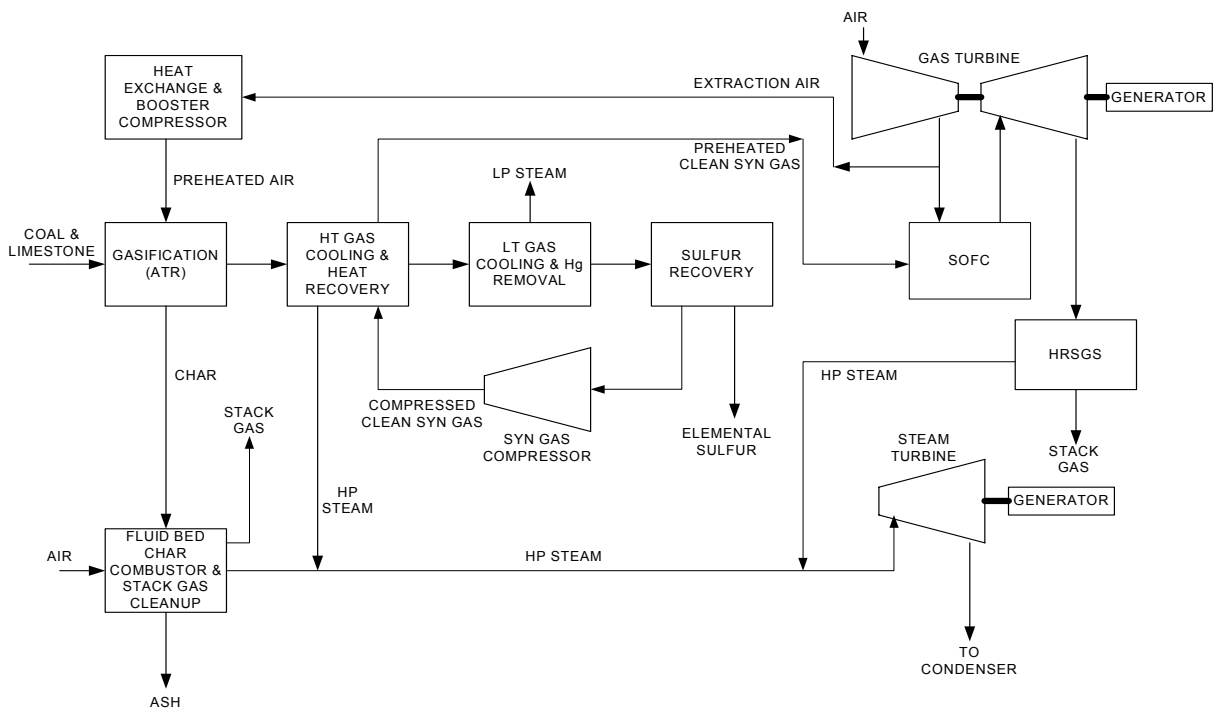 AIR
GAS TURBINE
HEAT
EXCHANGE &
BOOSTER
COMPRESSOR
EXTRACTION AIR
GENERATOR
PREHEATED
CLEAN SYN GAS
PREHEATED AIR
LP STEAM
COAL &
LIMESTONE
GASIFICATION
(ATR)
HT GAS
COOLING &
HEAT
RECOVERY
LT GAS
COOLING & Hg
REMOVAL
SULFUR
RECOVERY
SOFC
HRSGS
CHAR
HP STEAM
COMPRESSED
CLEAN SYN GAS
STACK
GAS
SYN GAS
COMPRESSOR
ELEMENTAL
SULFUR
STEAM
TURBINE
STACK
GAS
HP
STEAM
GENERATOR
AIR
FLUID BED
CHAR
COMBUSTOR &
STACK GAS
CLEANUP
HP STEAM
TO
CONDENSER
ASH